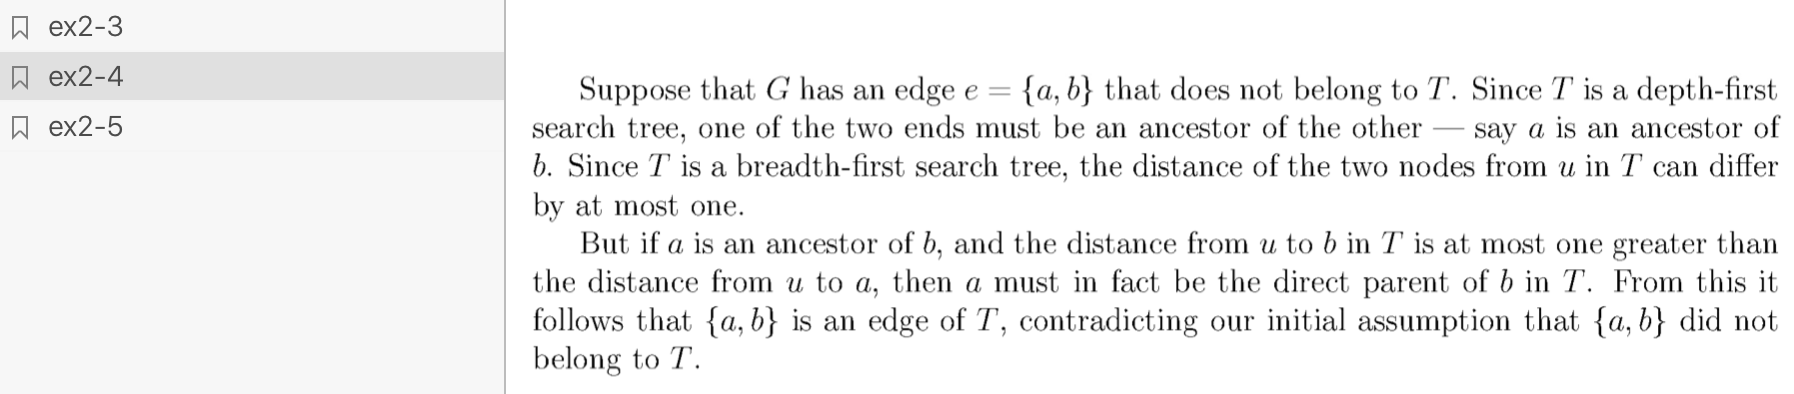 ex2-3
ex2-4
ex2-5
Suppose that G has an edge e = {a, b} that does not belong to T. Since T is a depth-first
search tree, one of the two ends must be an ancestor of the other — say a is an ancestor of
b. Since T is a breadth-first search tree, the distance of the two nodes from u in T can differ
by at most one.
But if a is an ancestor of b, and the distance from u to b in T is at most one greater than
the distance from u to a, then a must in fact be the direct parent of b in T. From this it
follows that {a, b} is an edge of T, contradicting our initial assumption that {a, b} did not
belong to T.